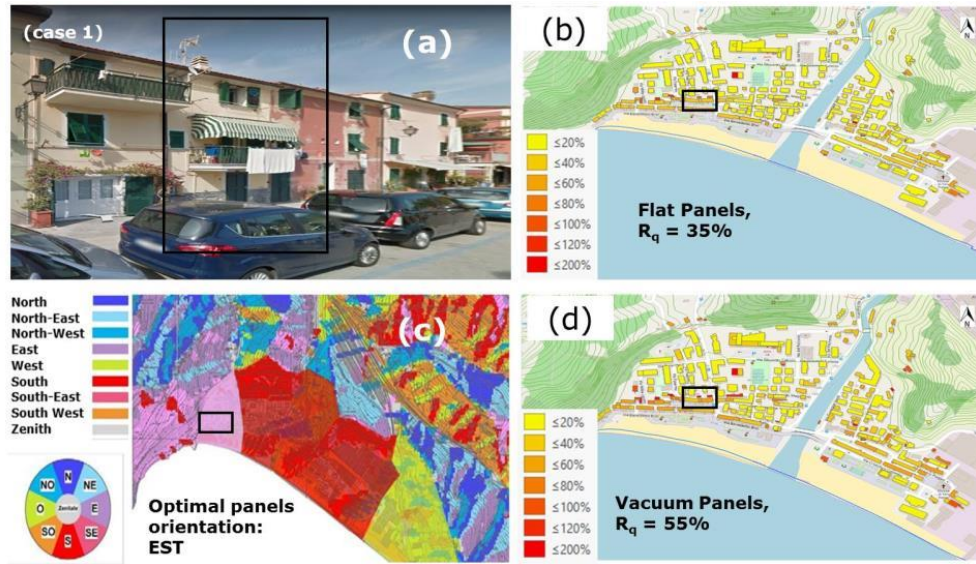 (case 1)
(a)
(b)
N
≤20%
≤40%
≤60%
≤80%
≤100%
≤120%
≤200%
Flat Panels,
Rq = 35%
North
North-East
North-West
East
West
South
South-East
South West
Zenith
(c)
N
NO
NE
O
Zenitale
E
SO
SE
S
Optimal panels
orientation:
EST
(d)
N
≤20%
≤40%
≤60%
≤80%
≤100%
≤120%
≤200%
Vacuum Panels,
Rq = 55%